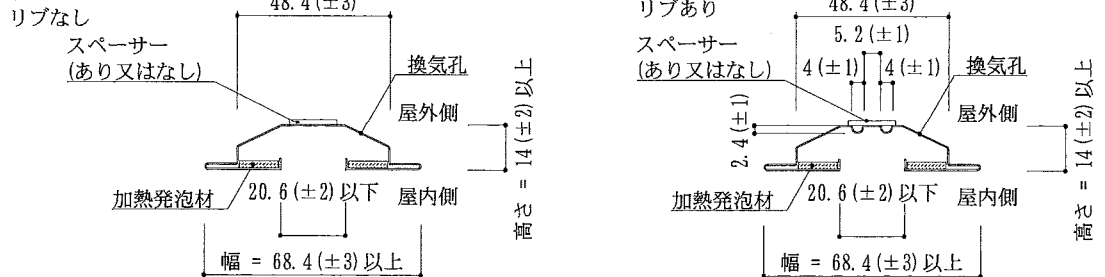 リブなし
48.4(±3)
スペーサー
(あり又はなし)
換気孔
屋外側
加熱発泡材
20.6(±2)以下
屋内側
高さ = 14(±2)以上
幅 = 68.4(±3)以上
リブあり
48.4(±3)
5.2(±1)
スペーサー
(あり又はなし)
4(±1)
4(±1)
換気孔
屋外側
2.4(±1)
加熱発泡材
20.6(±2)以下
屋内側
高さ = 14(±2)以上
幅 = 68.4(±3)以上